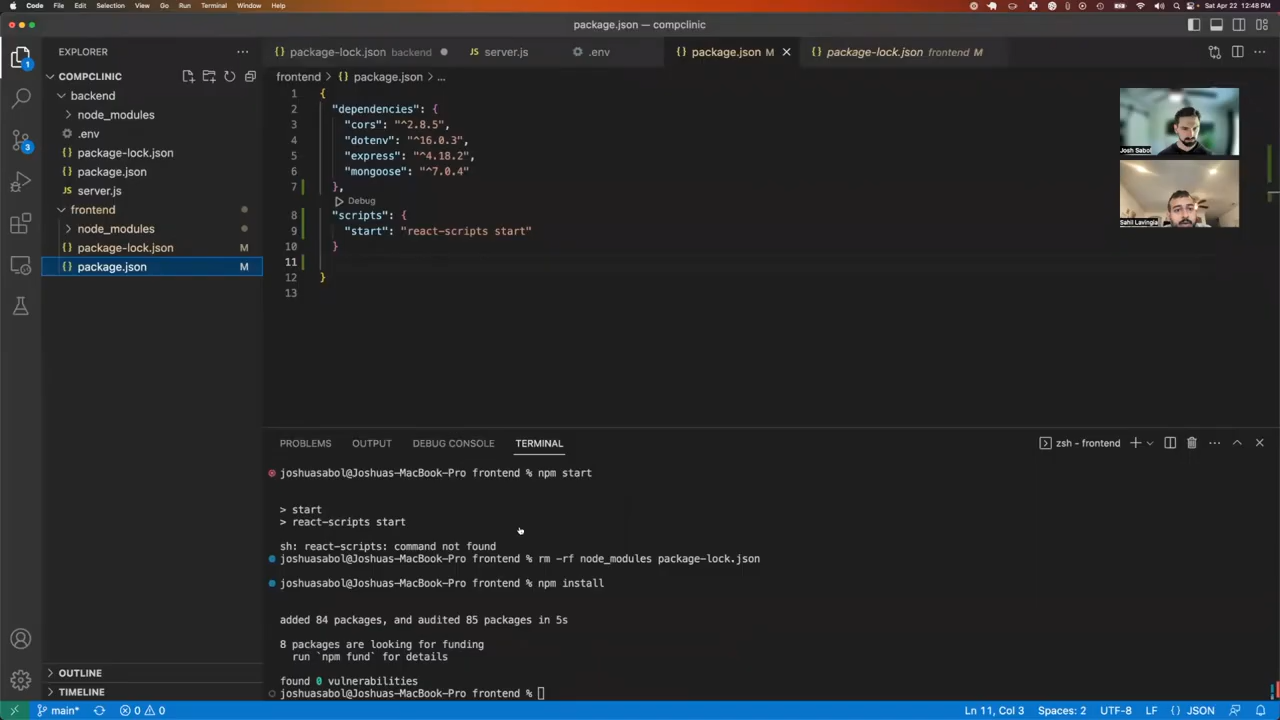 Code File Edit Selection View Go Run Terminal Window Help Sat Apr 22 12:48 PM
package.json — compclinic
EXPLORER
COMPCLINIC
backend
node_modules
.env
package-lock.json
package.json
server.js
frontend
node_modules
package-lock.json M
package.json M
OUTLINE
TIMELINE
1
3
package-lock.json backend
server.js
.env
package.json M
package-lock.json frontend M
frontend > package.json > ...
1 {
2 "dependencies": {
3 "cors": "^2.8.5",
4 "dotenv": "^16.0.3",
5 "express": "^4.18.2",
6 "mongoose": "^7.0.4"
7 },
Debug
8 "scripts": {
9 "start": "react-scripts start"
10 }
11
12 }
13
Josh Sabol
Sahil Lavingia
PROBLEMS OUTPUT DEBUG CONSOLE TERMINAL
zsh - frontend
joshuasabol@Joshuas-MacBook-Pro frontend % npm start
> start
> react-scripts start
sh: react-scripts: command not found
joshuasabol@Joshuas-MacBook-Pro frontend % rm -rf node_modules package-lock.json
joshuasabol@Joshuas-MacBook-Pro frontend % npm install
added 84 packages, and audited 85 packages in 5s
8 packages are looking for funding
run `npm fund` for details
found 0 vulnerabilities
joshuasabol@Joshuas-MacBook-Pro frontend %
main* 0 0 Ln 11, Col 3 Spaces: 2 UTF-8 LF {} JSON